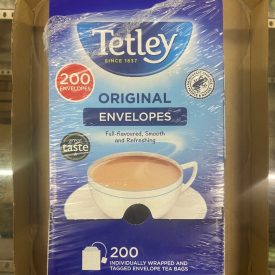 Tetley
SINCE 1837
200
ENVELOPES
ORIGINAL
ENVELOPES
Full-flavoured, Smooth
and Refreshing
great
taste
200
INDIVIDUALLY WRAPPED AND
TAGGED ENVELOPE TEA BAGS